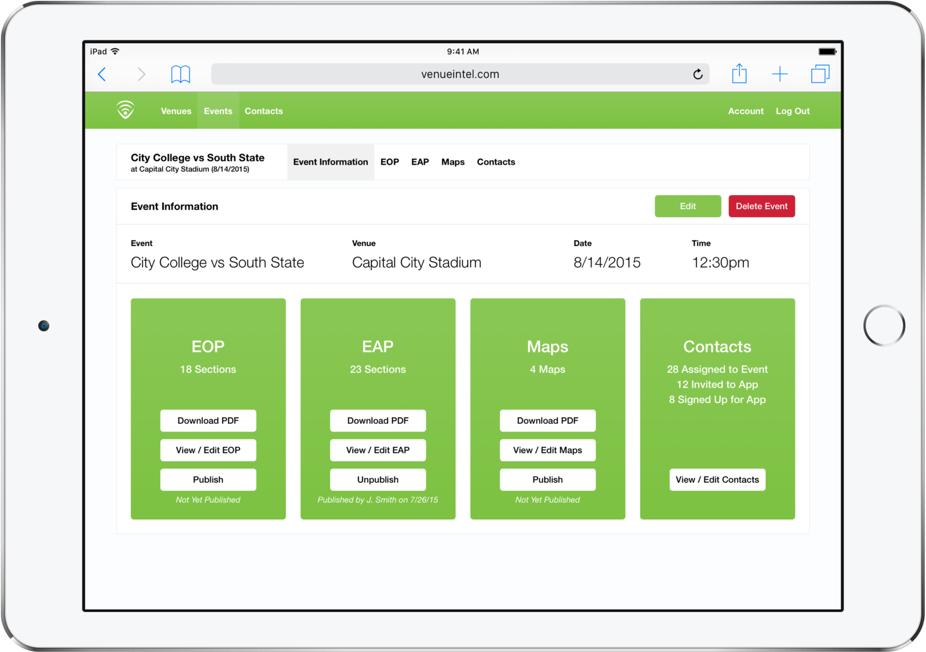 iPad 9:41 AM
venueintel.com
Venues Events Contacts Account Log Out
City College vs South State
at Capital City Stadium (8/14/2015)
Event Information EOP EAP Maps Contacts
Event Information Edit Delete Event
Event Venue Date Time
City College vs South State Capital City Stadium 8/14/2015 12:30pm
EOP
18 Sections
Download PDF
View / Edit EOP
Publish
Not Yet Published
EAP
23 Sections
Download PDF
View / Edit EAP
Unpublish
Published by J. Smith on 7/26/15
Maps
4 Maps
Download PDF
View / Edit Maps
Publish
Not Yet Published
Contacts
28 Assigned to Event
12 Invited to App
8 Signed Up for App
View / Edit Contacts